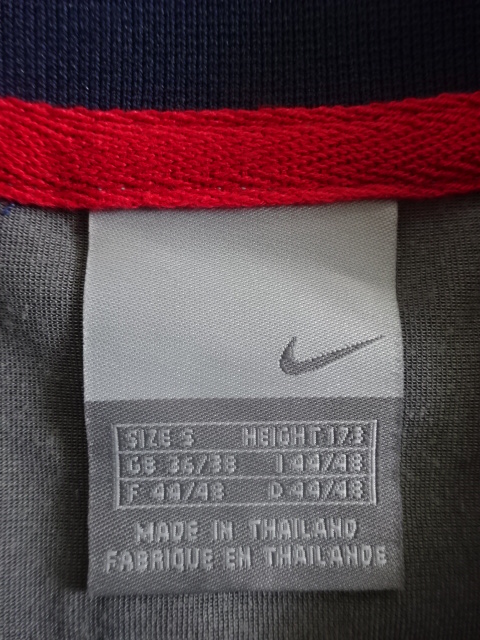 SIZE S HEIGHT 173
GB 36/38 I 44/48
F 44/48 D 44/48
MADE IN THAILAND
FABRIQUE EN THAILANDE